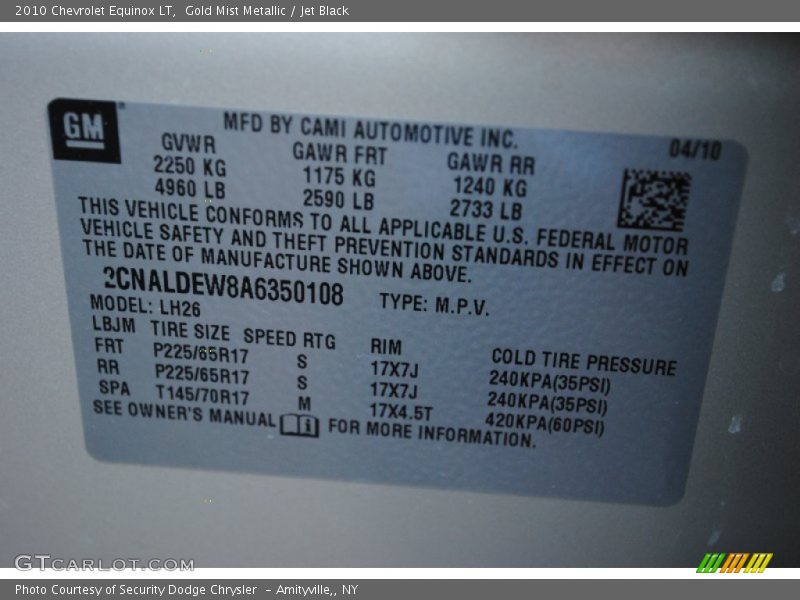 2010 Chevrolet Equinox LT,  Gold Mist Metallic / Jet Black
GM
MFD BY CAMI AUTOMOTIVE INC.
04/10
GVWR GAWR FRT GAWR RR
2250 KG 1175 KG 1240 KG
4960 LB 2590 LB 2733 LB
THIS VEHICLE CONFORMS TO ALL APPLICABLE U.S. FEDERAL MOTOR
VEHICLE SAFETY AND THEFT PREVENTION STANDARDS IN EFFECT ON
THE DATE OF MANUFACTURE SHOWN ABOVE.
2CNALDEW8A6350108 TYPE: M.P.V.
MODEL: LH26
LBJM TIRE SIZE SPEED RTG RIM COLD TIRE PRESSURE
FRT P225/65R17 S 17X7J 240KPA(35PSI)
RR P225/65R17 S 17X7J 240KPA(35PSI)
SPA T145/70R17 M 17X4.5T 420KPA(60PSI)
SEE OWNER'S MANUAL FOR MORE INFORMATION.
GTCARLOT.COM
Photo Courtesy of Security Dodge Chrysler  - Amityville,, NY